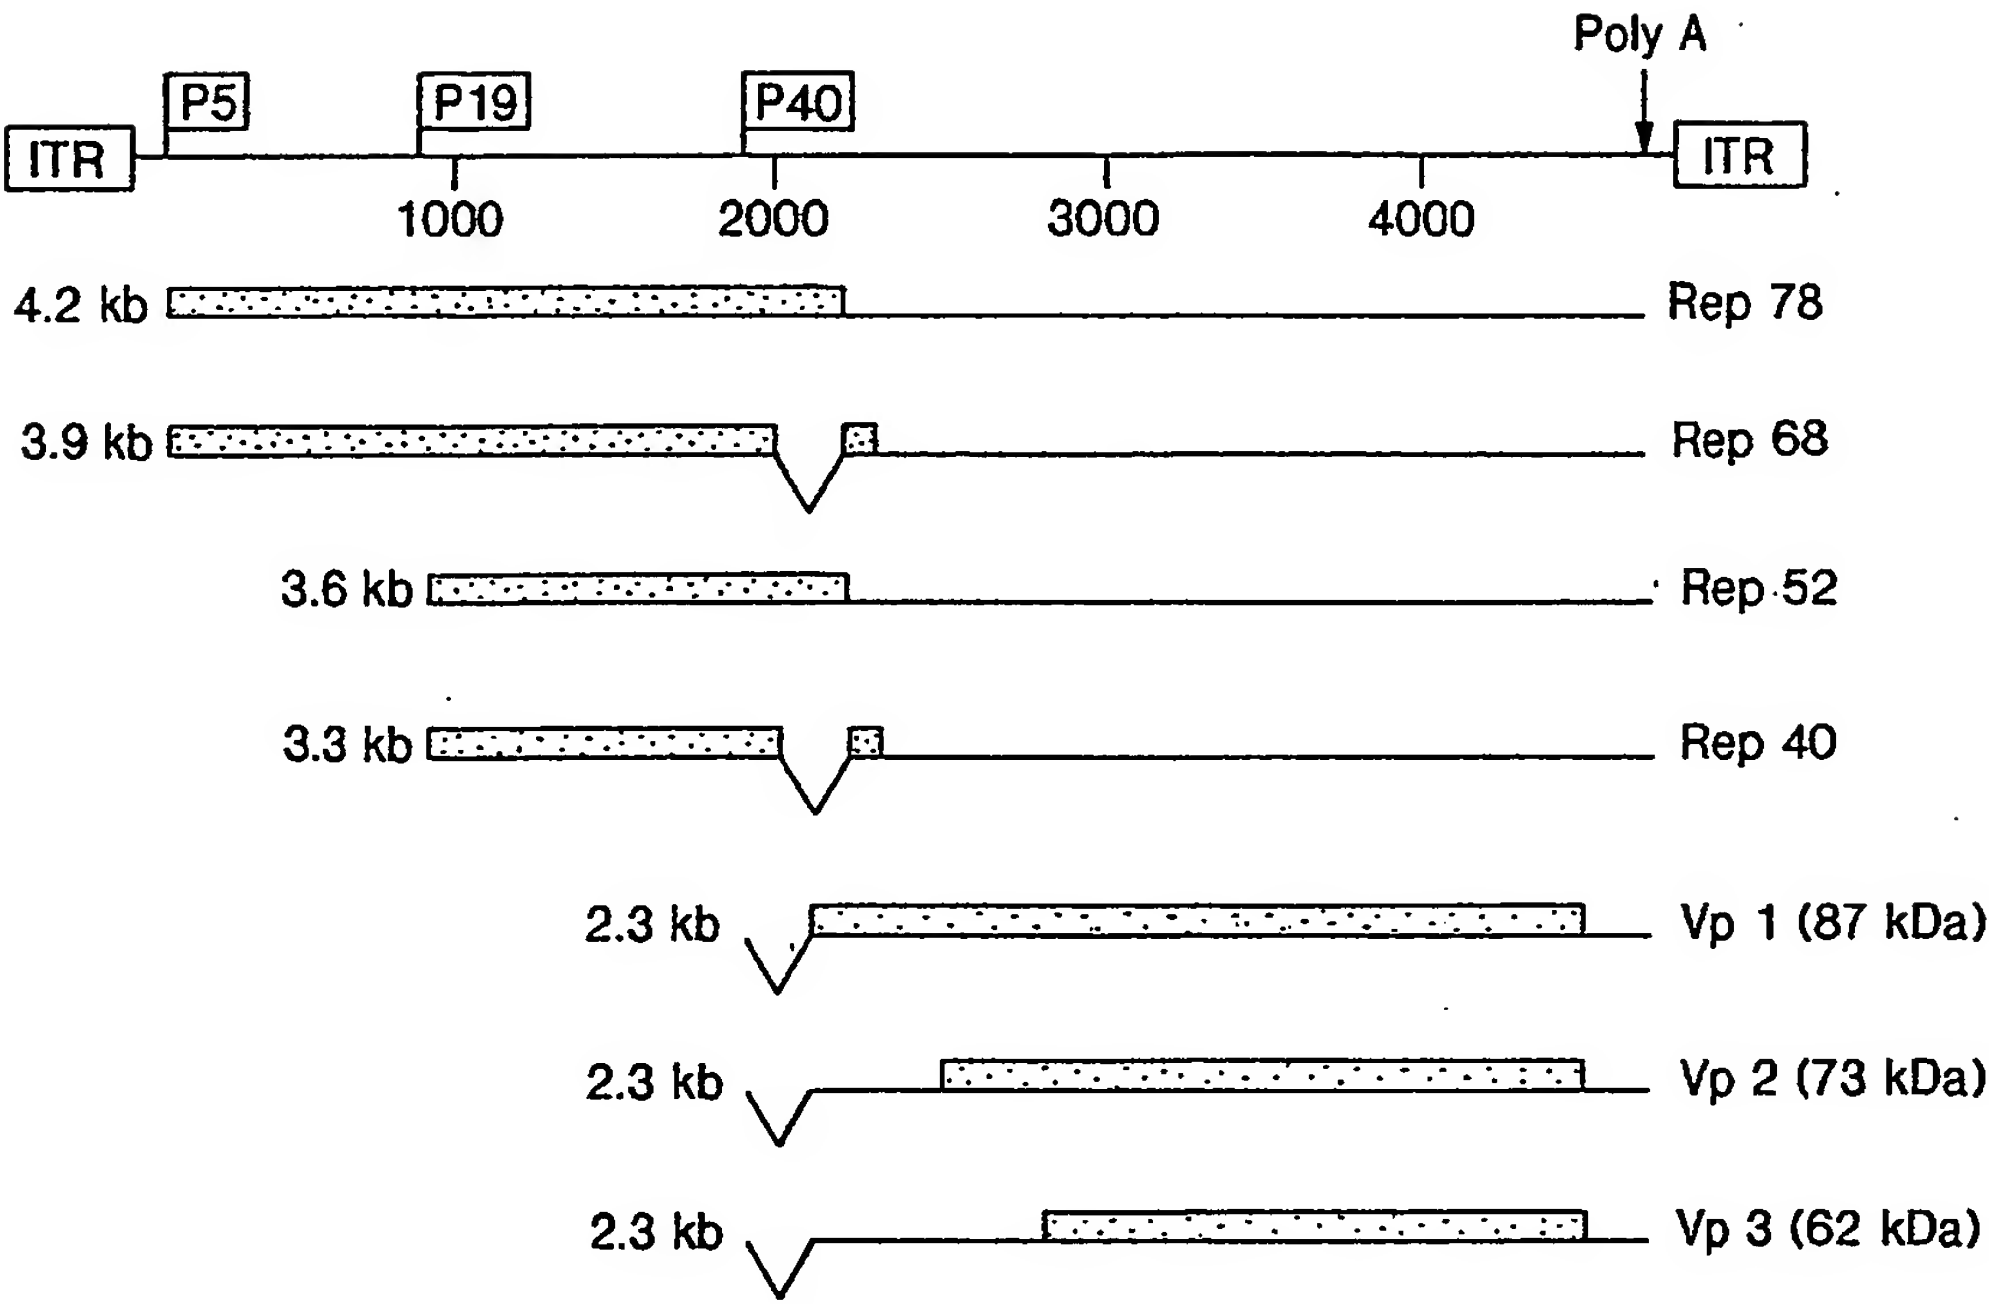 Poly A
P5 P19 P40
ITR ITR
1000 2000 3000 4000
4.2 kb Rep 78
3.9 kb Rep 68
3.6 kb Rep 52
3.3 kb Rep 40
2.3 kb Vp 1 (87 kDa)
2.3 kb Vp 2 (73 kDa)
2.3 kb Vp 3 (62 kDa)